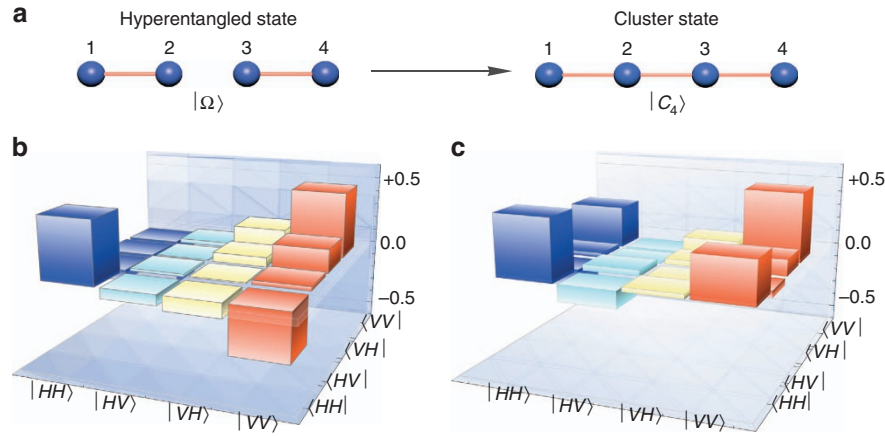 a
Hyperentangled state
Cluster state
1 2 3 4
1 2 3 4
|Ω⟩
|C₄⟩
b
c
+0.5
0.0
−0.5
⟨VV|
⟨VH|
⟨HV|
⟨HH|
|HH⟩
|HV⟩
|VH⟩
|VV⟩
+0.5
0.0
−0.5
⟨VV|
⟨VH|
⟨HV|
⟨HH|
|HH⟩
|HV⟩
|VH⟩
|VV⟩